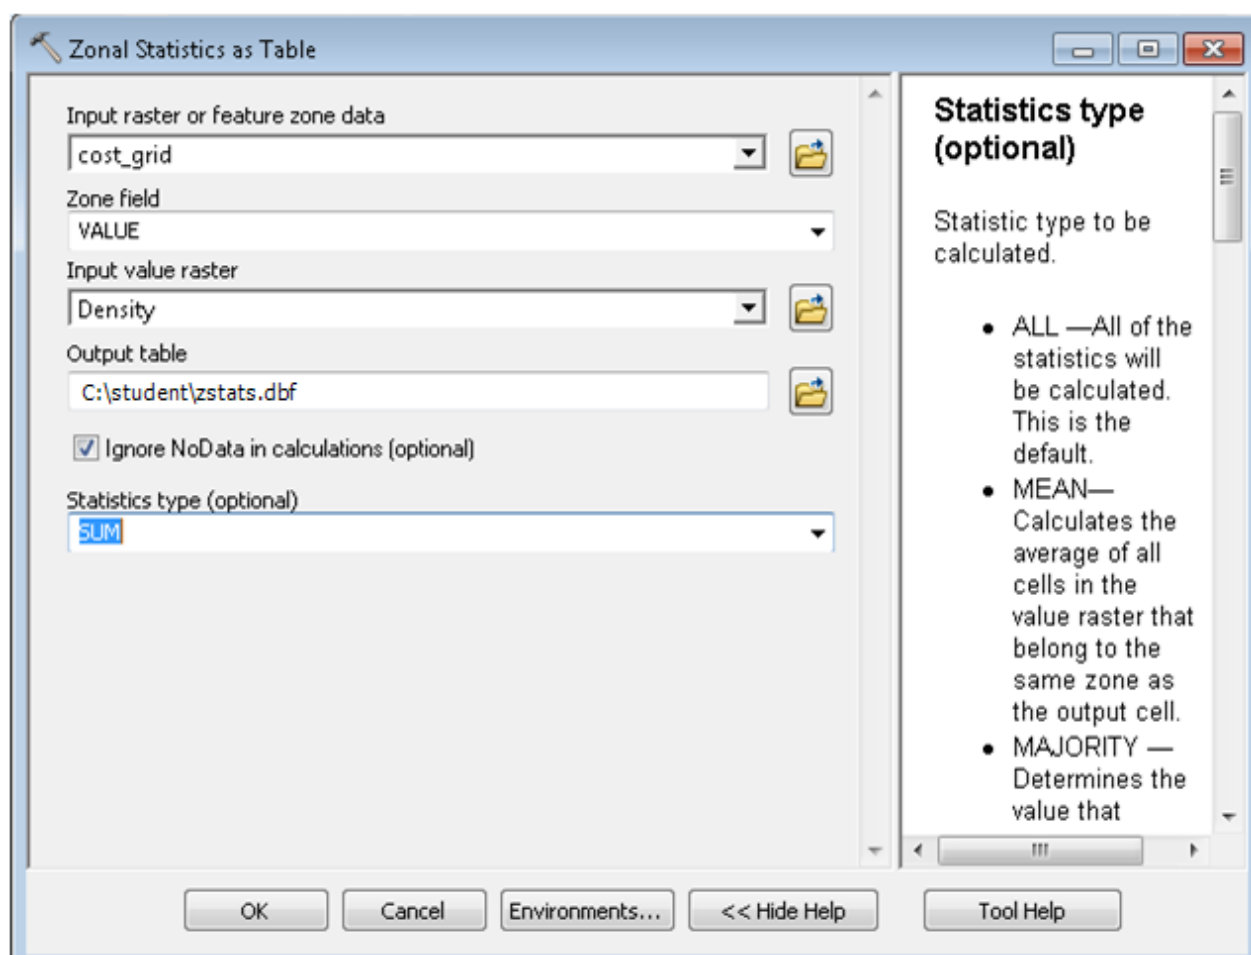 Zonal Statistics as Table
Input raster or feature zone data
cost_grid
Zone field
VALUE
Input value raster
Density
Output table
C:\student\zstats.dbf
Ignore NoData in calculations (optional)
Statistics type (optional)
SUM
Statistics type
(optional)
Statistic type to be
calculated.
• ALL —All of the
statistics will
be calculated.
This is the
default.
• MEAN—
Calculates the
average of all
cells in the
value raster that
belong to the
same zone as
the output cell.
• MAJORITY —
Determines the
value that
OK
Cancel
Environments...
<< Hide Help
Tool Help